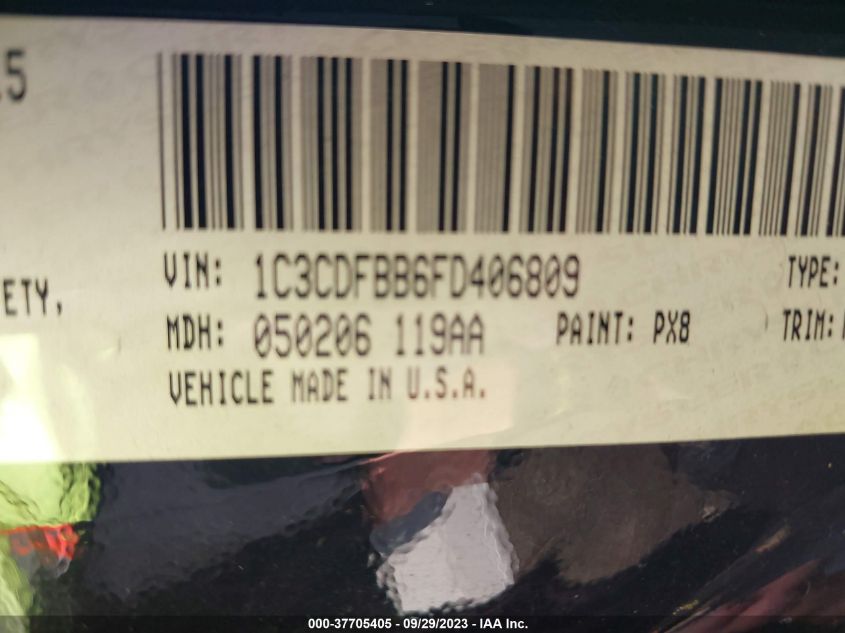 .5
VIN: 1C3CDFBB6FD406809 TYPE:
ETY,
MDH: 050206 119AA PAINT: PX8 TRIM:
VEHICLE MADE IN U.S.A.
000-37705405 - 09/29/2023 - IAA Inc.